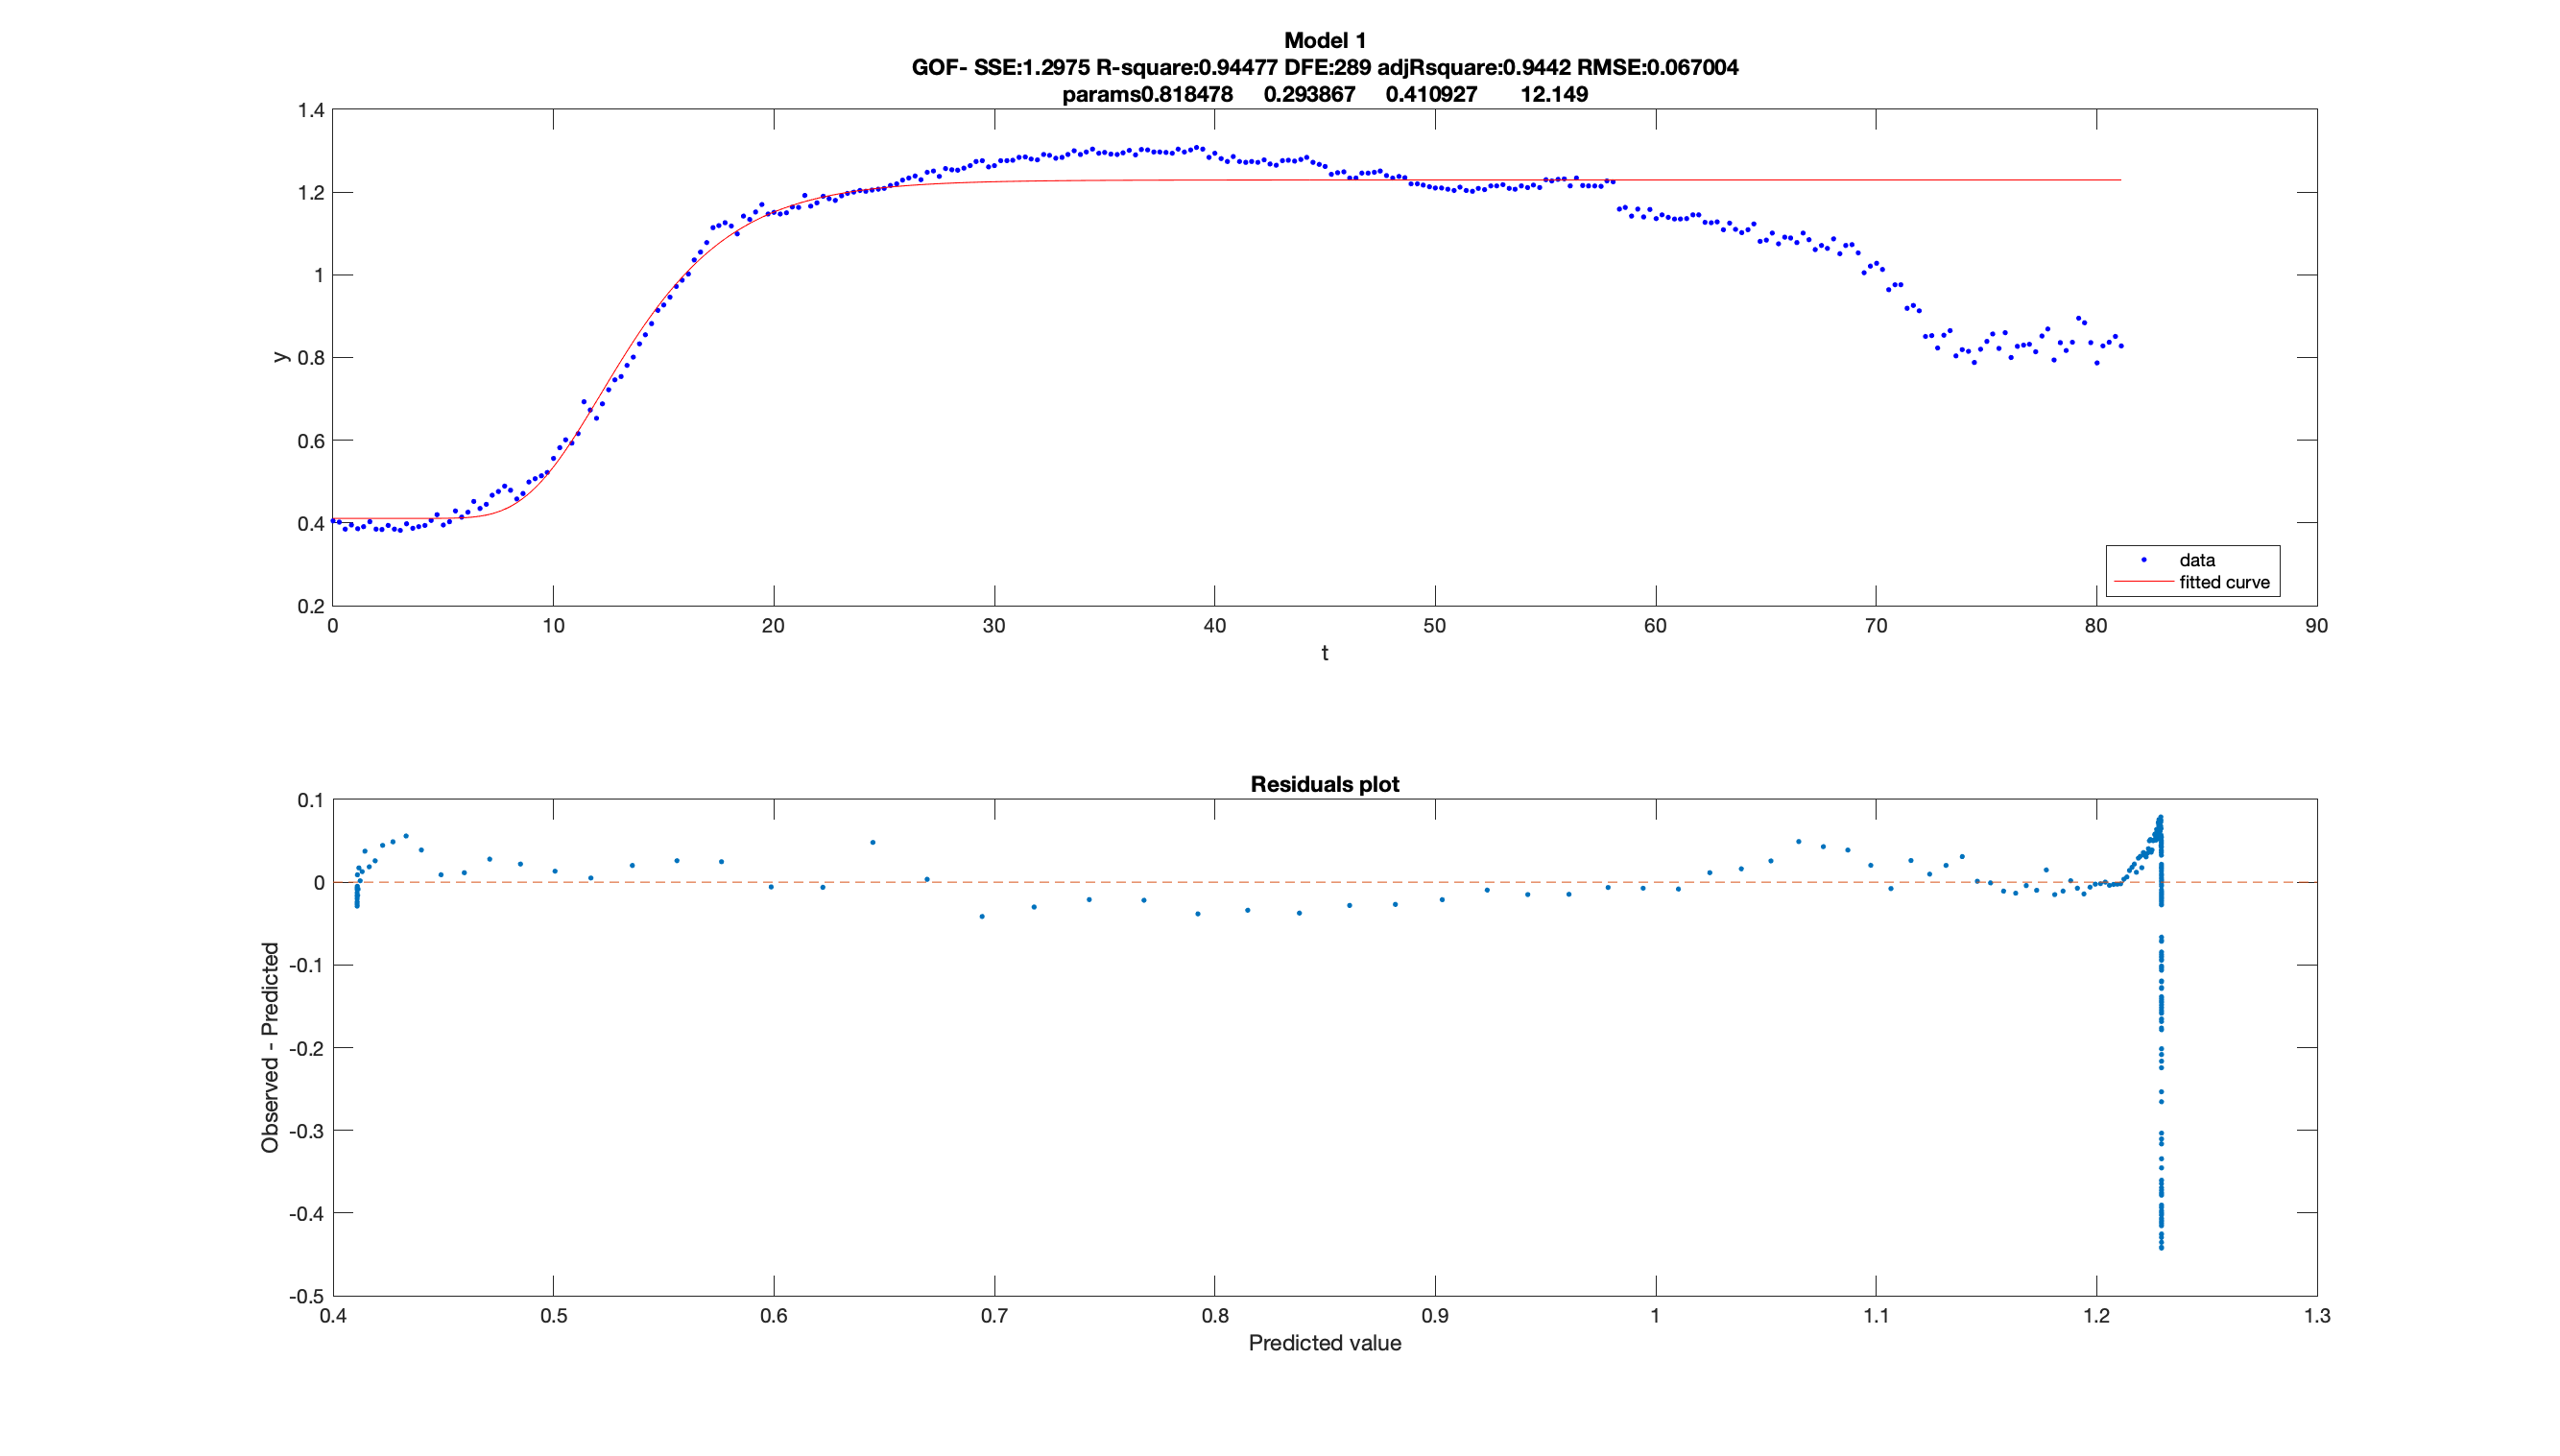 Model 1
GOF- SSE:1.2975 R-square:0.94477 DFE:289 adjRsquare:0.9442 RMSE:0.067004
params0.818478 0.293867 0.410927 12.149
1.4
1.2
1
0.8
0.6
0.4
0.2
y
data
fitted curve
0 10 20 30 40 50 60 70 80 90
t
Residuals plot
0.1
0
-0.1
-0.2
-0.3
-0.4
-0.5
Observed - Predicted
0.4 0.5 0.6 0.7 0.8 0.9 1 1.1 1.2 1.3
Predicted value